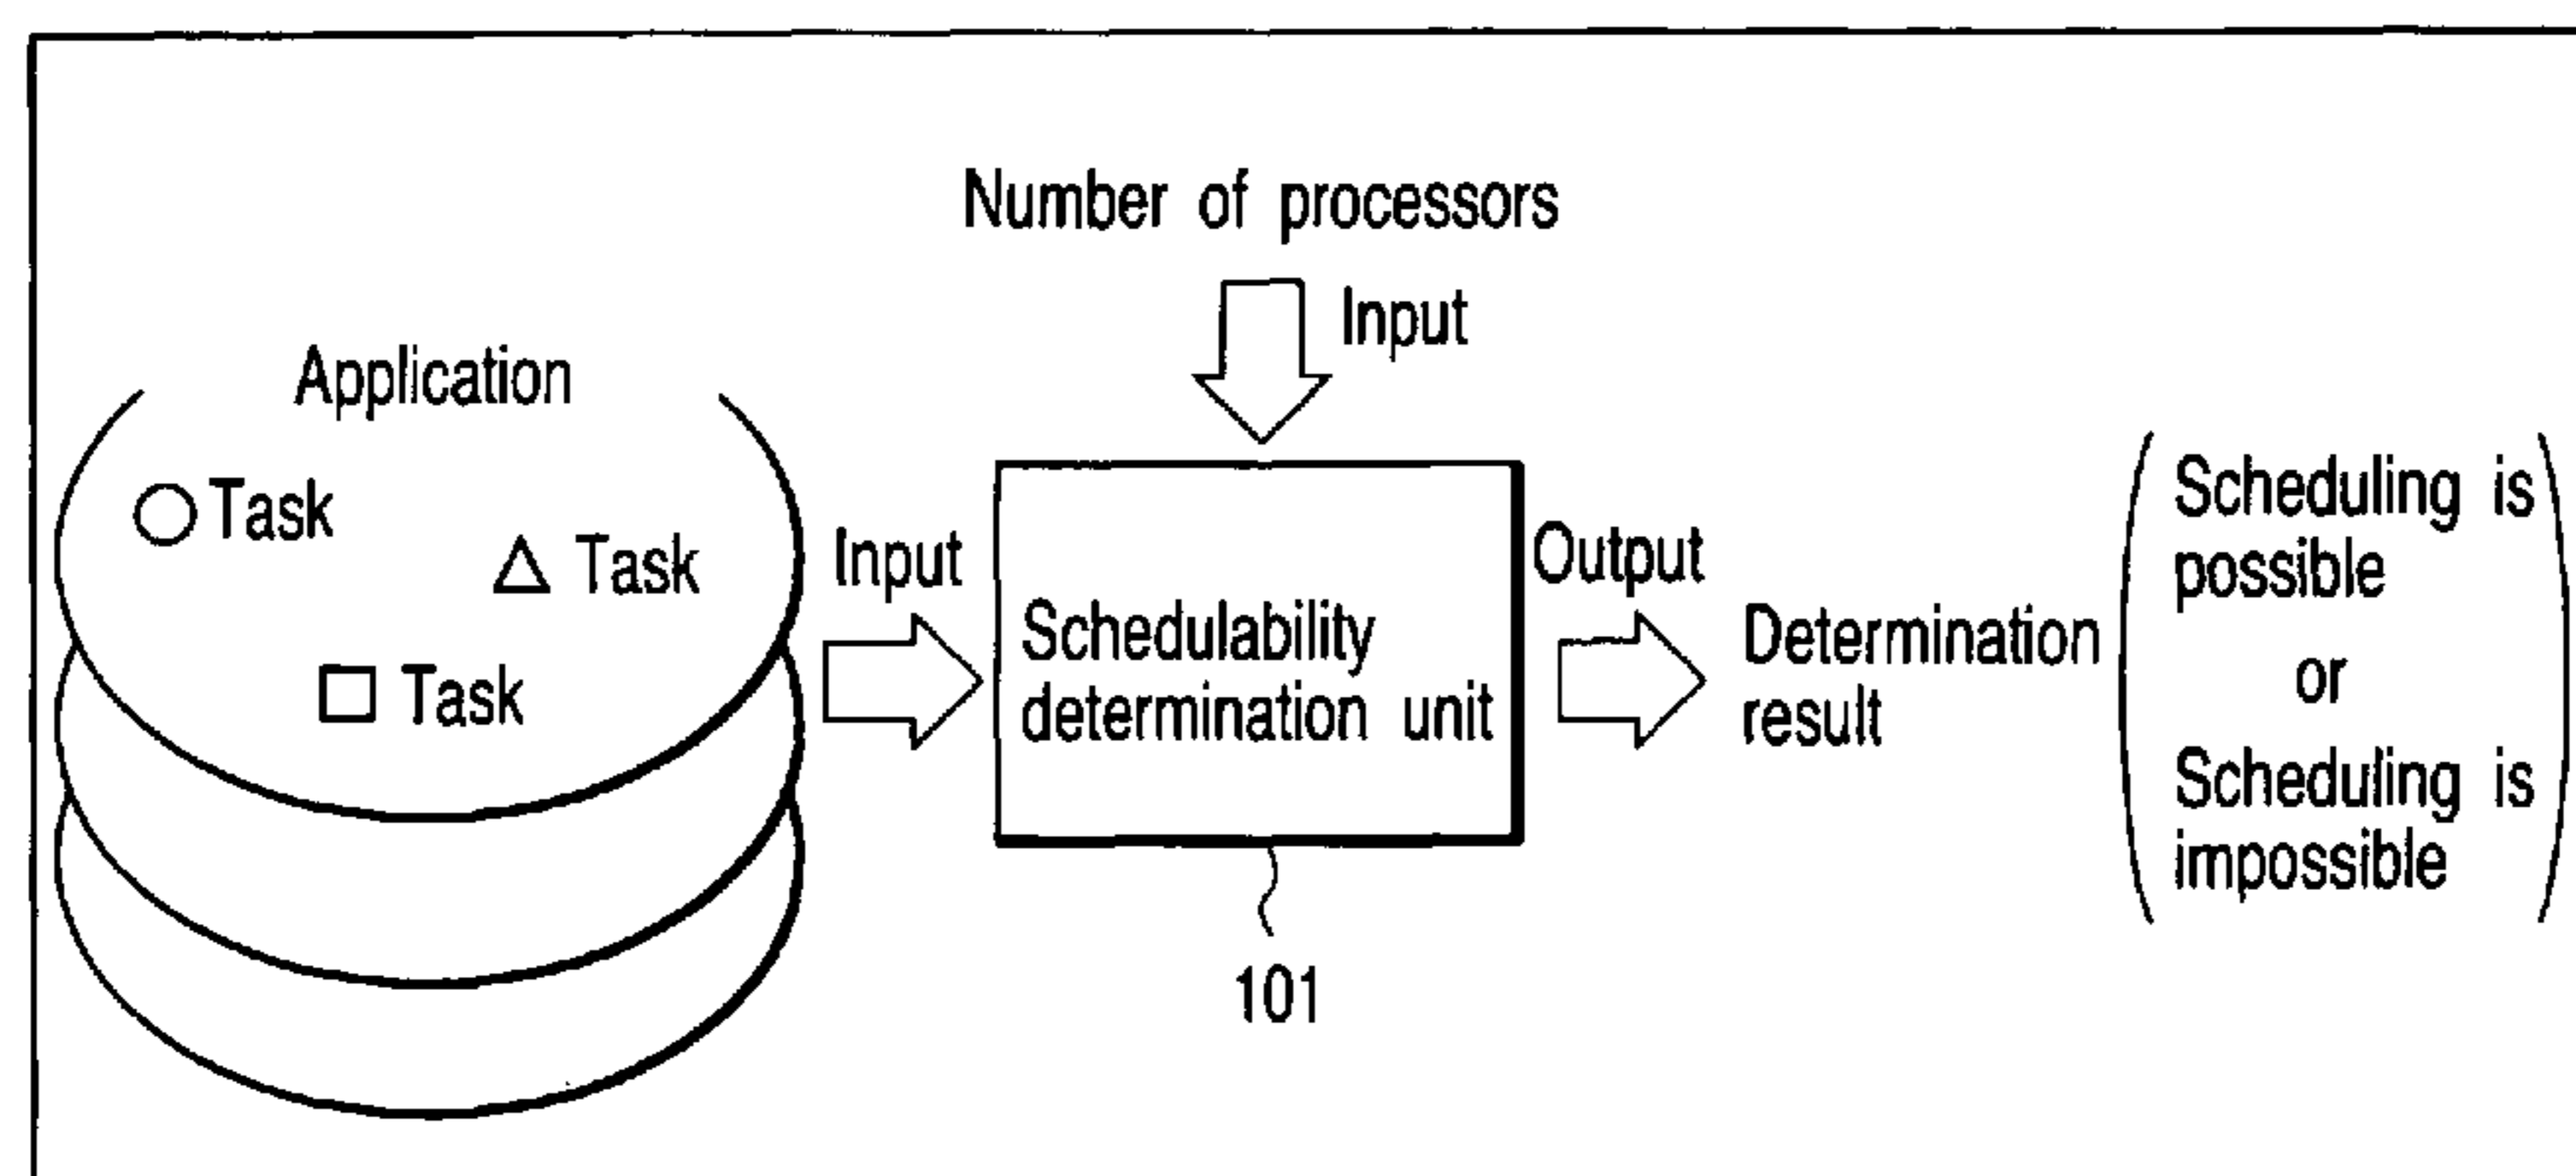 Number of processors
Input
Application
Task
Task
Task
Input
Schedulability
determination unit
101
Output
Determination
result
Scheduling is
possible
or
Scheduling is
impossible